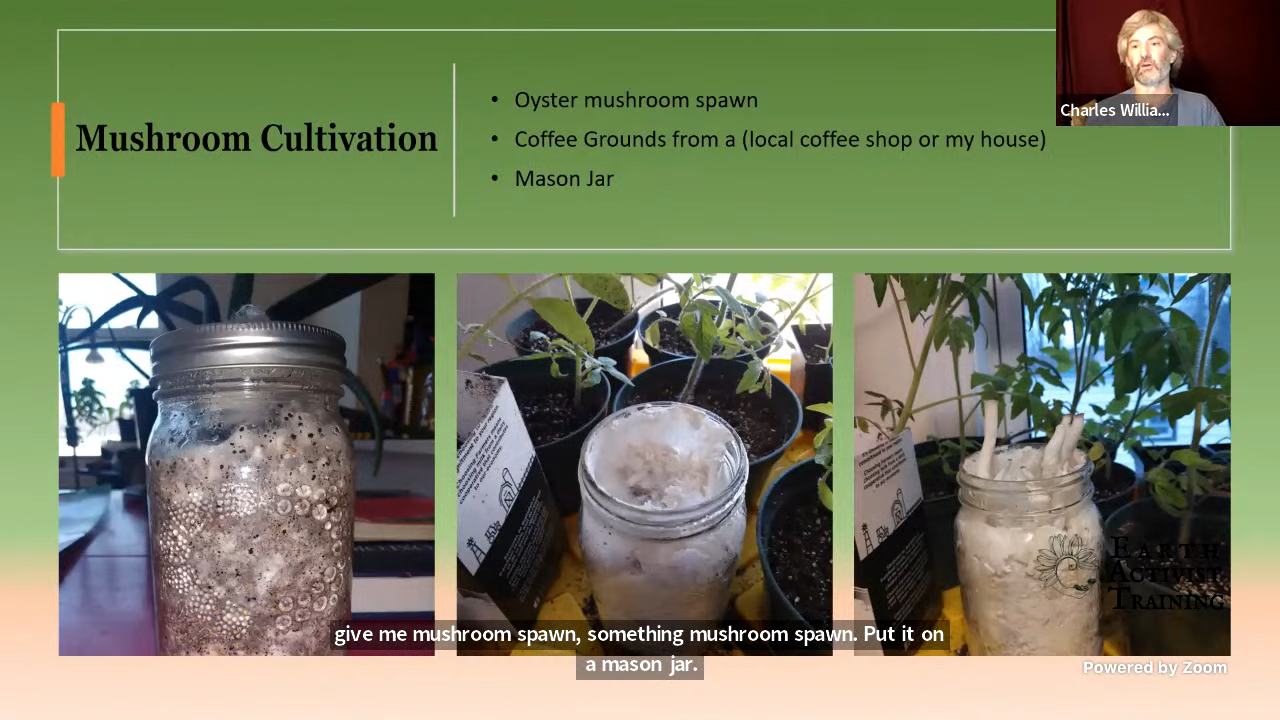 Charles Willia...
Mushroom Cultivation
• Oyster mushroom spawn
• Coffee Grounds from a (local coffee shop or my house)
• Mason Jar
EARTH
ACTIVIST
TRAINING
give me mushroom spawn, something mushroom spawn. Put it on
a mason jar.
Powered by Zoom